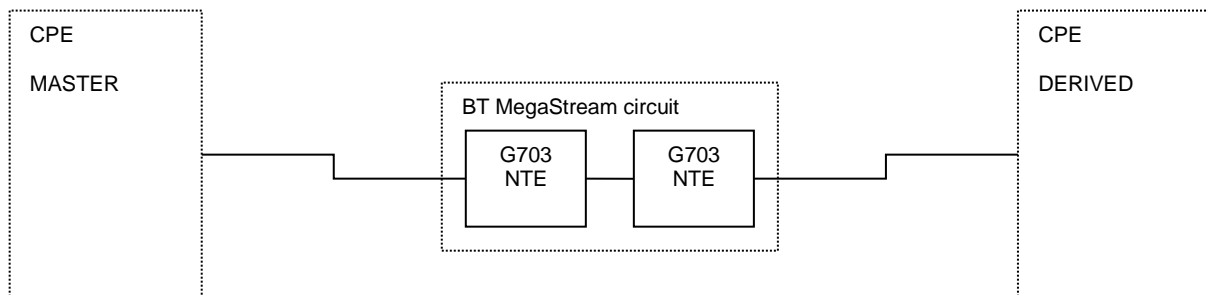 CPE
MASTER
CPE
DERIVED
BT MegaStream circuit
G703
NTE
G703
NTE